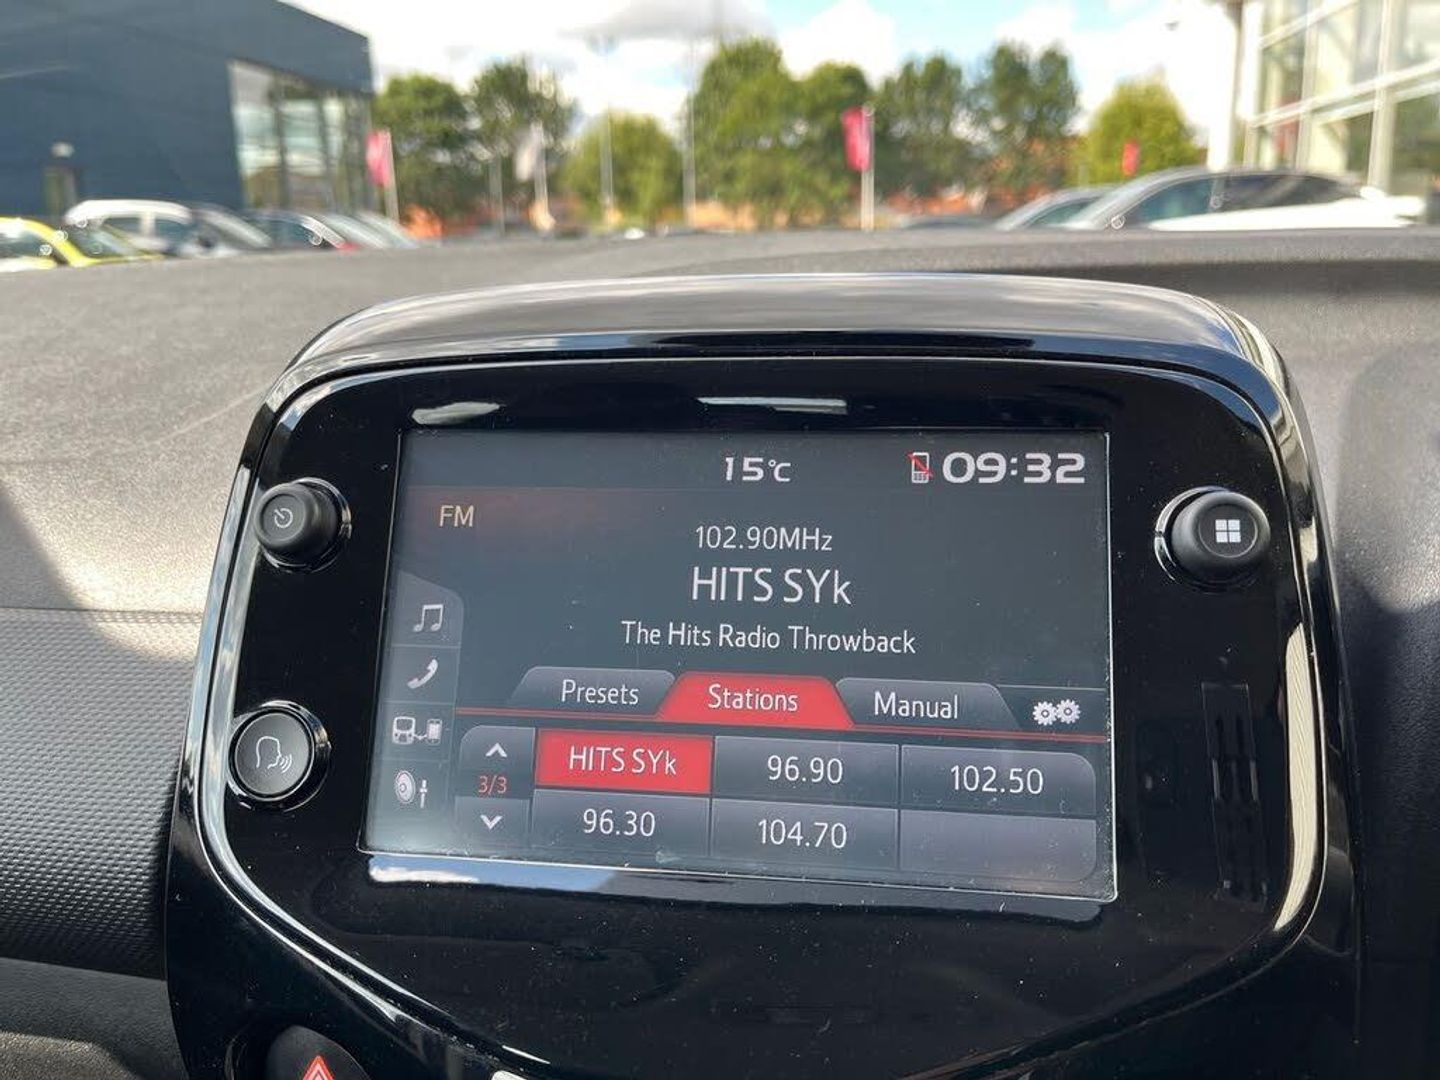 15℃ 09:32
FM
102.90MHz
HITS SYk
The Hits Radio Throwback
Presets Stations Manual
HITS SYk 96.90 102.50
3/3
96.30 104.70